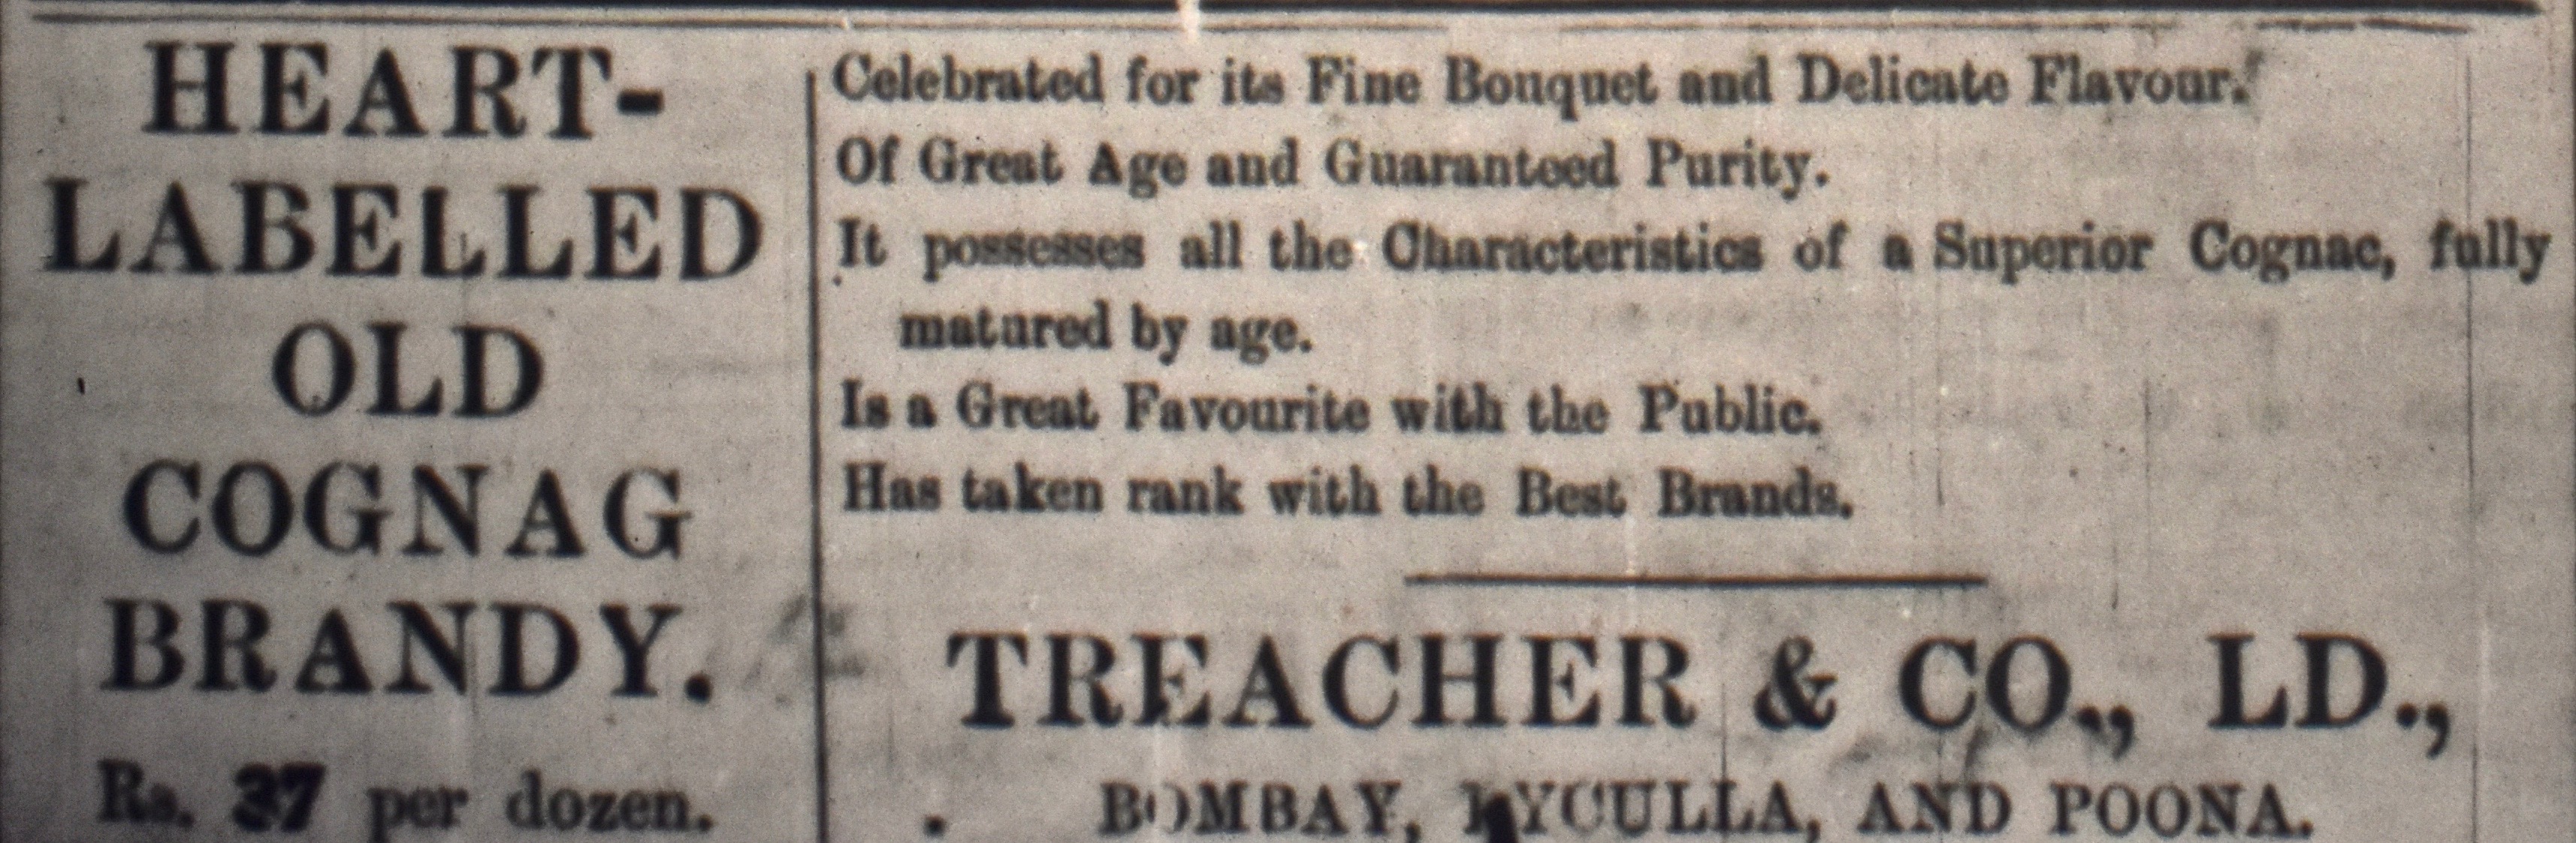 HEART-
LABELLED
OLD
COGNAG
BRANDY.
Rs. 37 per dozen.
Celebrated for its Fine Bouquet and Delicate Flavour.
Of Great Age and Guaranteed Purity.
It possesses all the Characteristics of a Superior Cognac, fully
matured by age.
Is a Great Favourite with the Public.
Has taken rank with the Best Brands.
TREACHER & CO., LD.,
BOMBAY, BYCULLA, AND POONA.